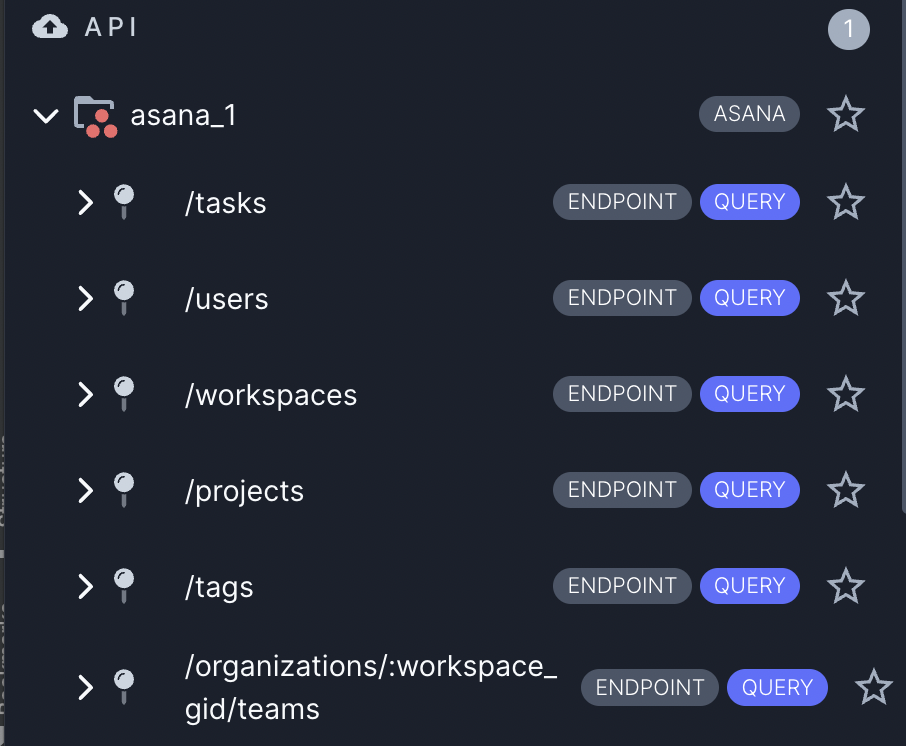 API
1
asana_1
ASANA
/tasks
ENDPOINT
QUERY
/users
ENDPOINT
QUERY
/workspaces
ENDPOINT
QUERY
/projects
ENDPOINT
QUERY
/tags
ENDPOINT
QUERY
/organizations/:workspace_
gid/teams
ENDPOINT
QUERY